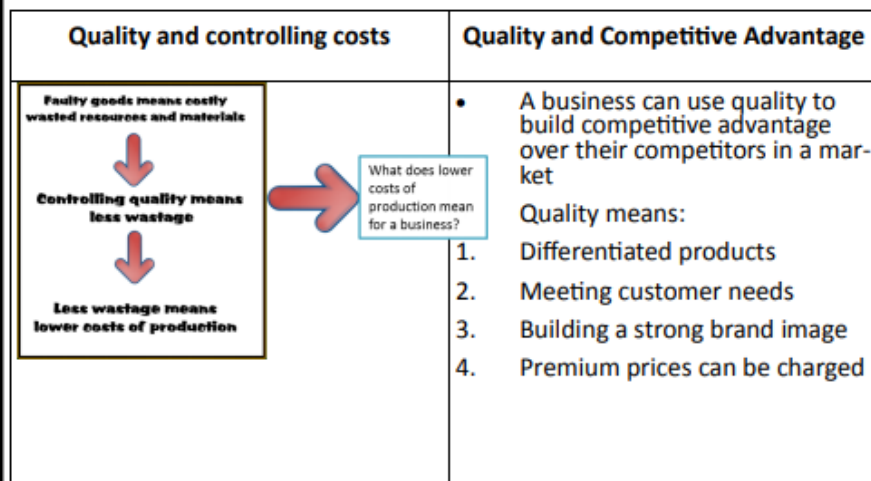 Quality and controlling costs
Faulty goods means costly
wasted resources and materials
Controlling quality means
less wastage
Less wastage means
lower costs of production
What does lower
costs of
production mean
for a business?
Quality and Competitive Advantage
• A business can use quality to
build competitive advantage
over their competitors in a mar-
ket
Quality means:
1. Differentiated products
2. Meeting customer needs
3. Building a strong brand image
4. Premium prices can be charged